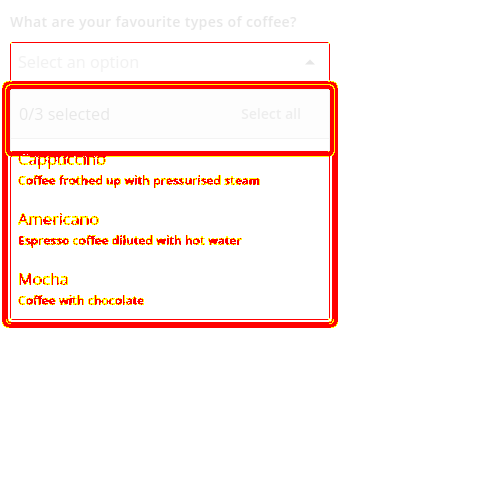 What are your favourite types of coffee?
Select an option
0/3 selected Select all
Cappuccino
Coffee frothed up with pressurised steam
Americano
Espresso coffee diluted with hot water
Mocha
Coffee with chocolate